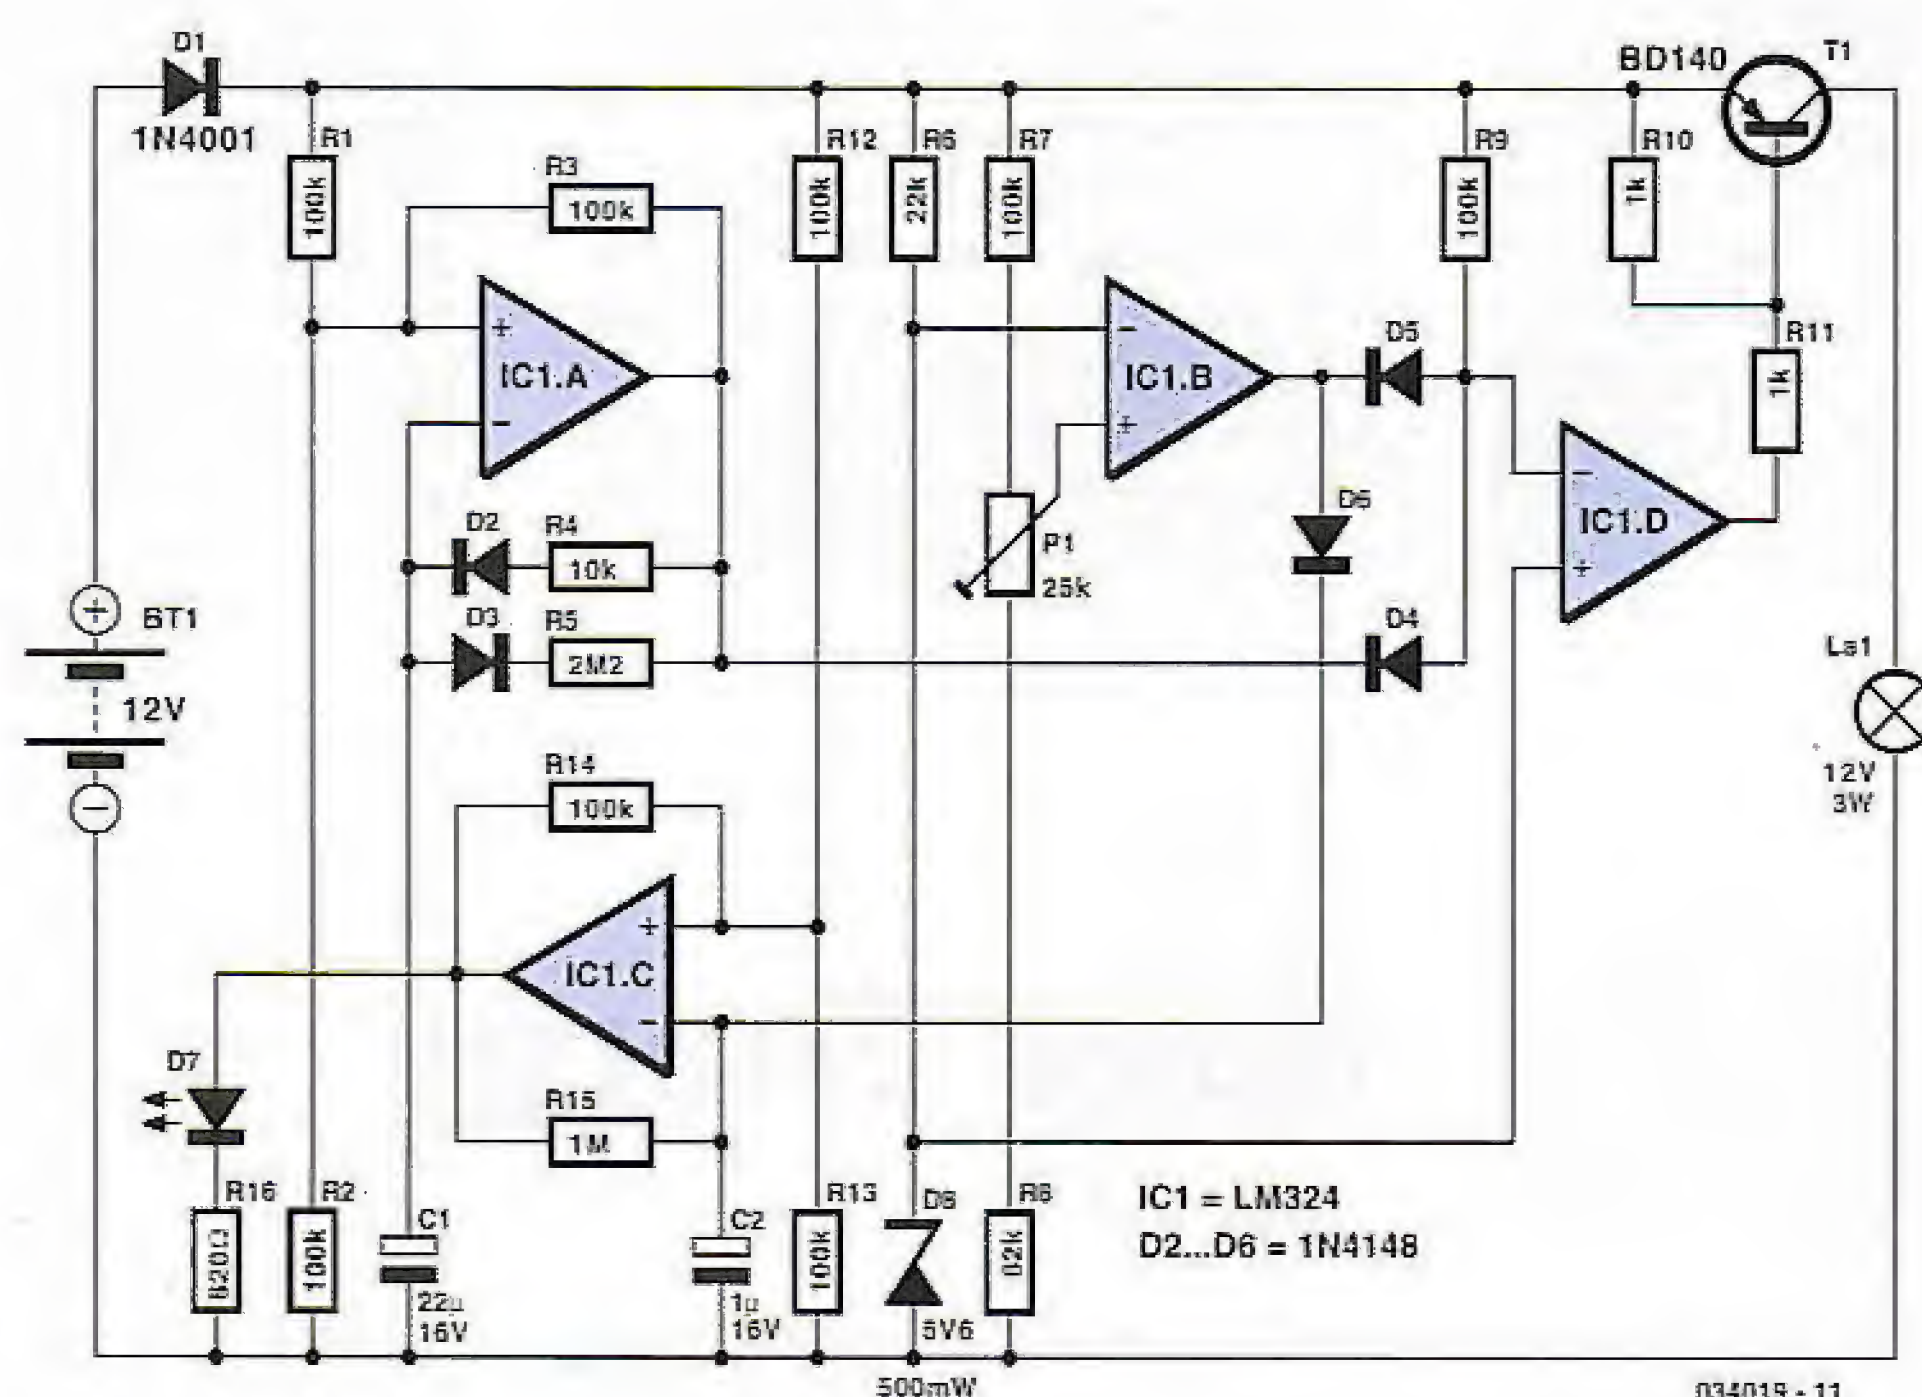 D1
1N4001
BD140
T1
R1
100k
R3
100k
R12
100k
R6
22k
R7
100k
R9
100k
R10
1k
R11
1k
+
IC1.A
−
−
IC1.B
+
D5
−
IC1.D
+
D2
R4
10k
D3
R5
2M2
P1
25k
D6
D4
+
BT1
12V
−
La1
12V
3W
R14
100k
+
IC1.C
−
D7
R15
1M
R16
R2
100k
C1
22µ
16V
C2
1µ
16V
R13
100k
5V6
500mW
IC1 = LM324
D2...D6 = 1N4148
034019 - 11